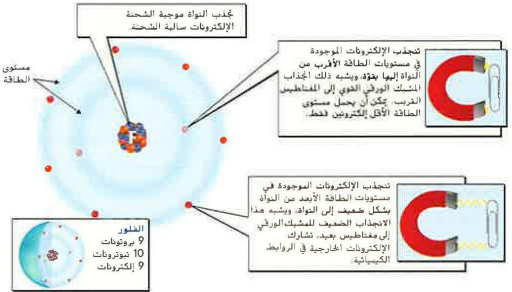 تجذب النواة موجبة الشحنة
الإلكترونات سالبة الشحنة.
مستوى
الطاقة
تنجذب الإلكترونات الموجودة
في مستويات الطاقة الأقرب من
النواة إليها بقوة، ويشبه ذلك انجذاب
المشبك الورقي القوي إلى المغناطيس
القريب. يمكن أن يحمل مستوى
الطاقة الأقل إلكترونين فقط.
تنجذب الإلكترونات الموجودة في
مستويات الطاقة الأبعد من النواة
بشكل ضعيف إلى النواة، ويشبه هذا
الانجذاب الضعيف للمشبك الورقي
إلى مغناطيس بعيد. تشارك
الإلكترونات الخارجية في الروابط
الكيميائية.
الفلور
9 بروتونات
10 نيوترونات
9 إلكترونات